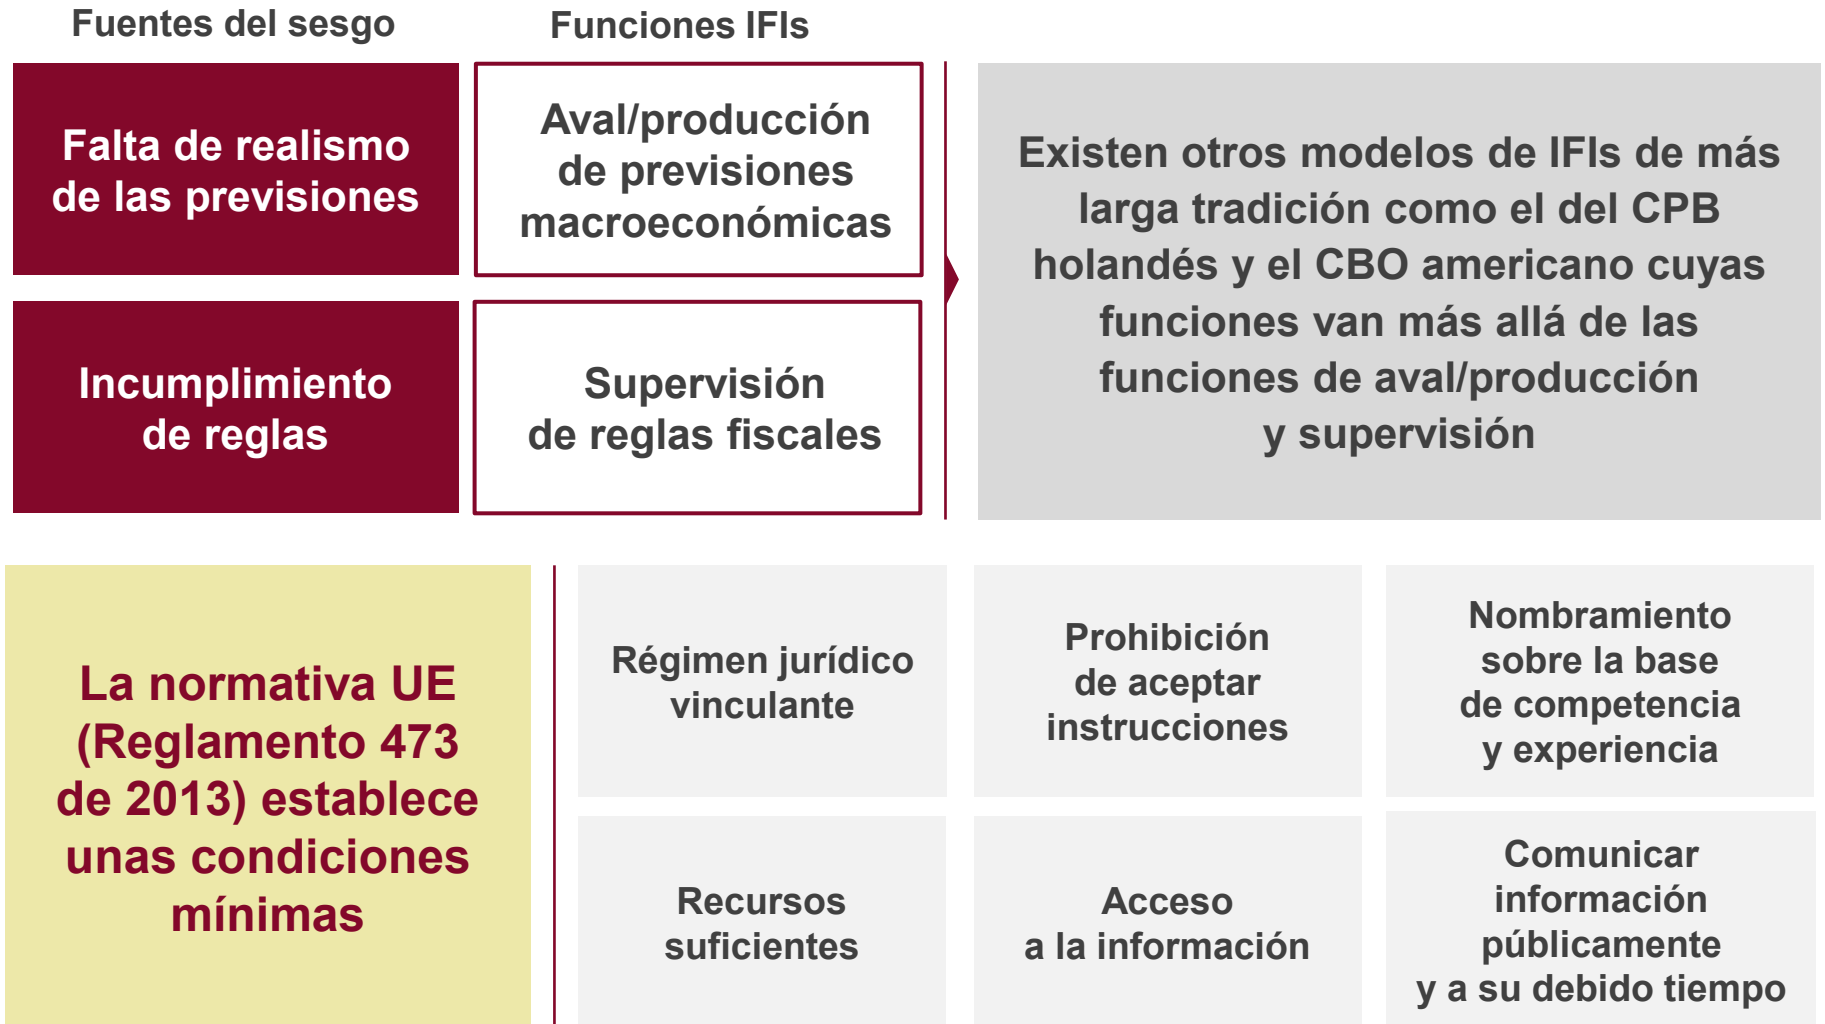 Fuentes del sesgo
Funciones IFIs
Falta de realismo
de las previsiones
Aval/producción
de previsiones
macroeconómicas
Incumplimiento
de reglas
Supervisión
de reglas fiscales
Existen otros modelos de IFIs de más
larga tradición como el del CPB
holandés y el CBO americano cuyas
funciones van más allá de las
funciones de aval/producción
y supervisión
La normativa UE
(Reglamento 473
de 2013) establece
unas condiciones
mínimas
Régimen jurídico
vinculante
Prohibición
de aceptar
instrucciones
Nombramiento
sobre la base
de competencia
y experiencia
Recursos
suficientes
Acceso
a la información
Comunicar
información
públicamente
y a su debido tiempo